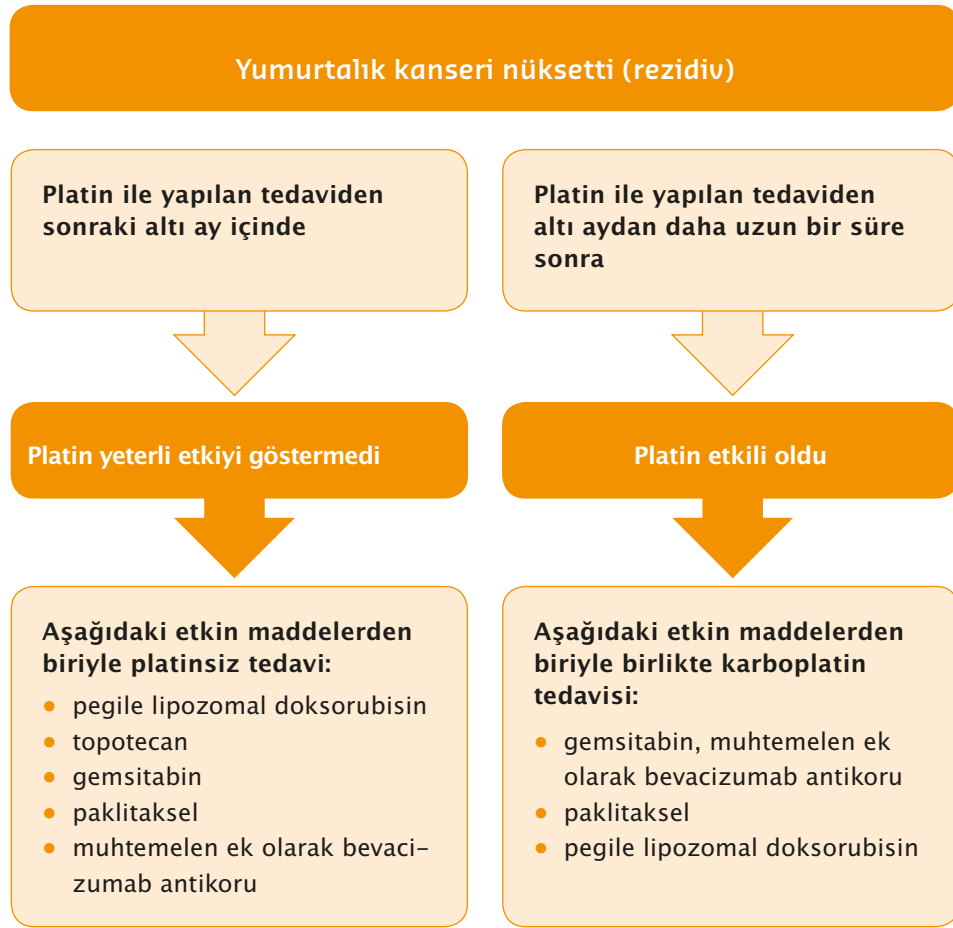 Yumurtalık kanseri nüksetti (rezidiv)
Platin ile yapılan tedaviden
sonraki altı ay içinde
Platin ile yapılan tedaviden
altı aydan daha uzun bir süre
sonra
Platin yeterli etkiyi göstermedi
Platin etkili oldu
Aşağıdaki etkin maddelerden
biriyle platinsiz tedavi:
• pegile lipozomal doksorubisin
• topotecan
• gemsitabin
• paklitaksel
• muhtemelen ek olarak bevaci-
zumab antikoru
Aşağıdaki etkin maddelerden
biriyle birlikte karboplatin
tedavisi:
• gemsitabin, muhtemelen ek
olarak bevacizumab antikoru
• paklitaksel
• pegile lipozomal doksorubisin